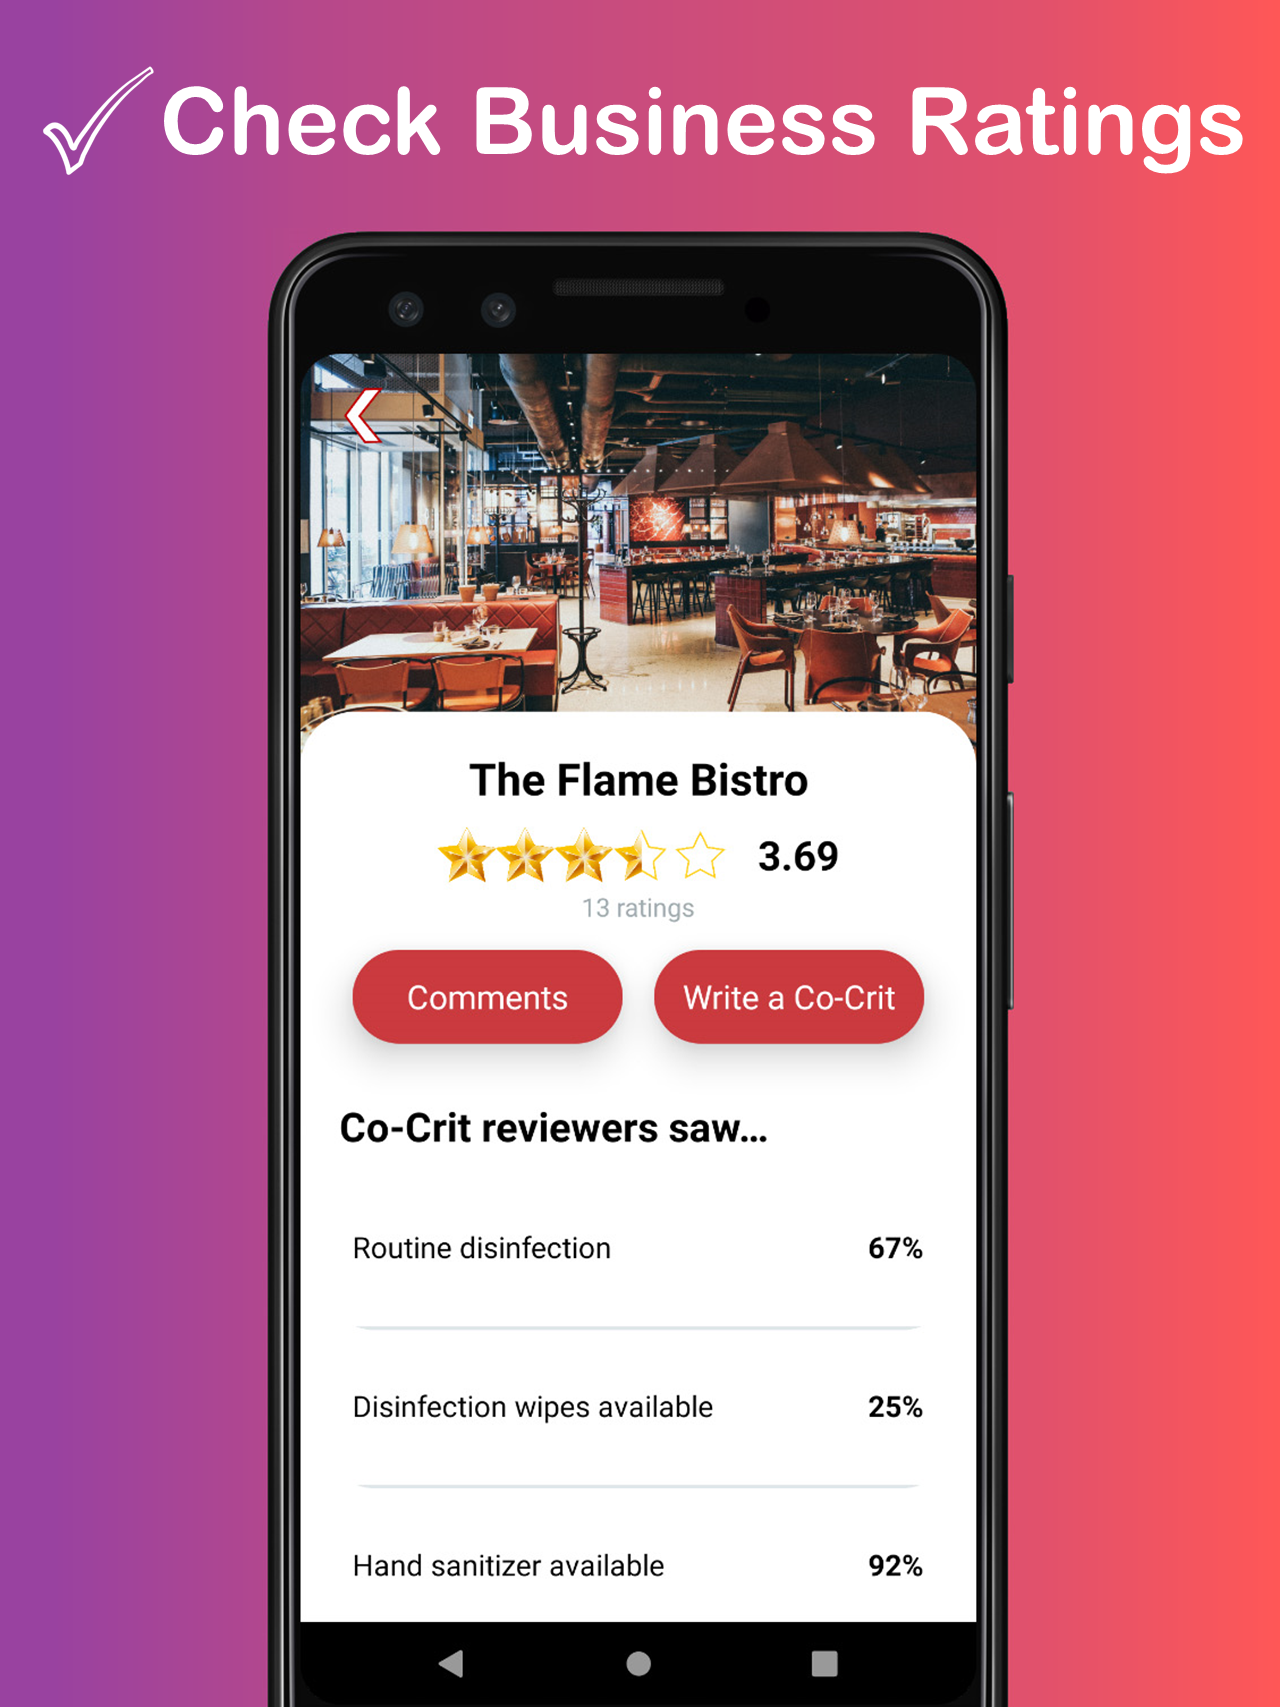 Check Business Ratings
The Flame Bistro
3.69
13 ratings
Comments
Write a Co-Crit
Co-Crit reviewers saw...
Routine disinfection 67%
Disinfection wipes available 25%
Hand sanitizer available 92%